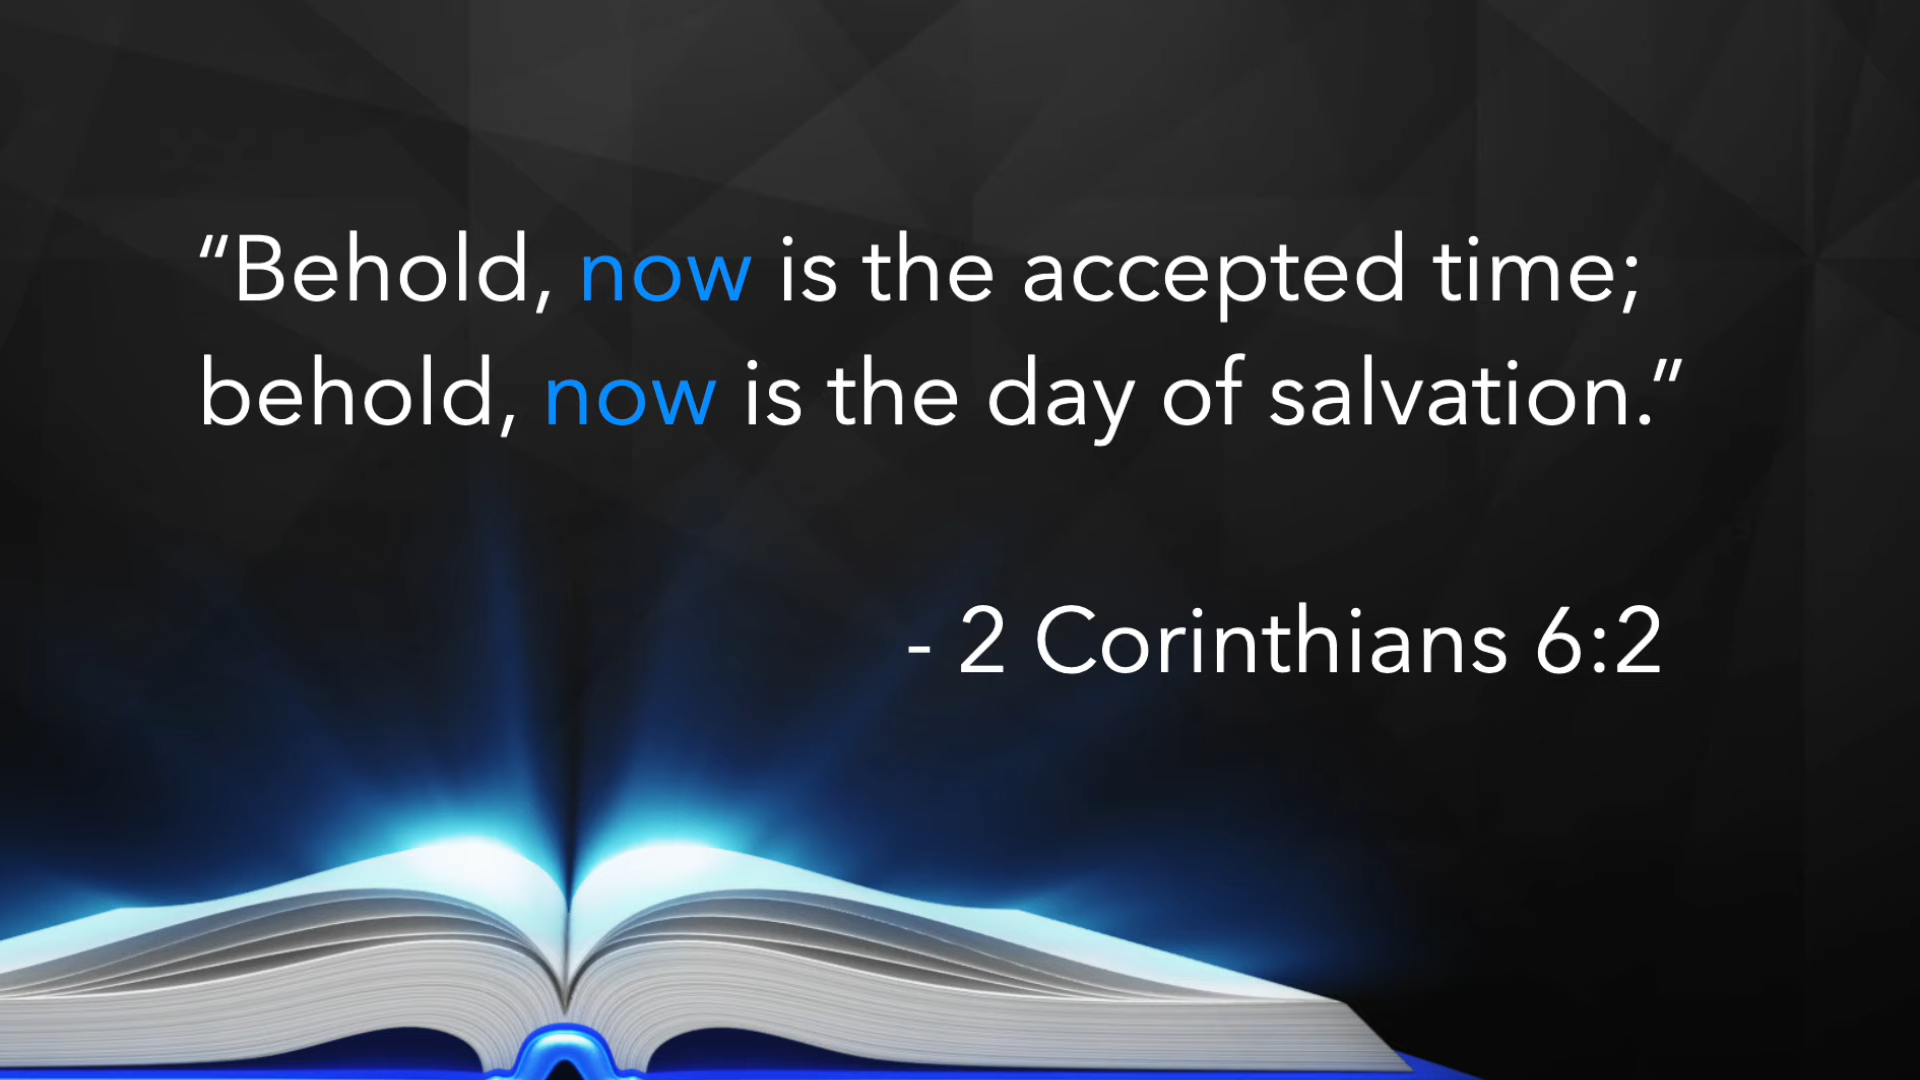 “Behold, now is the accepted time;
behold, now is the day of salvation.”
- 2 Corinthians 6:2